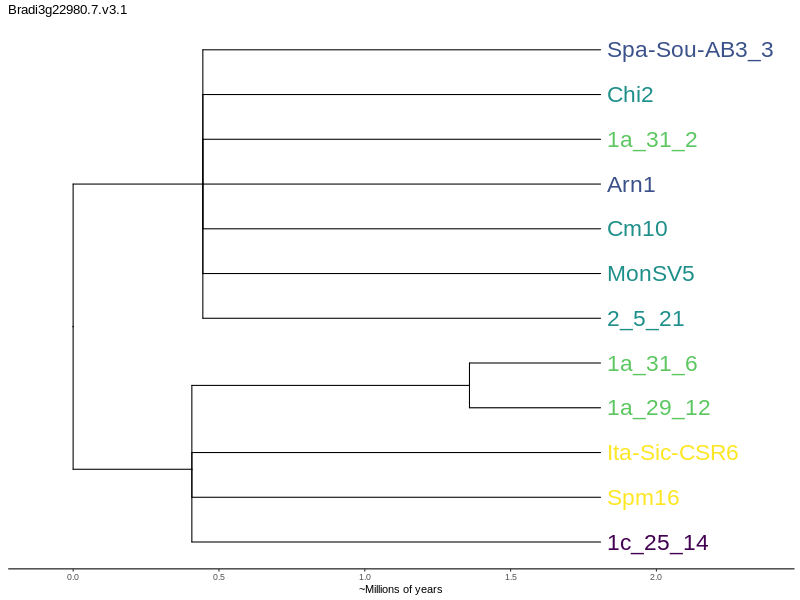 Bradi3g22980.7.v3.1
Spa-Sou-AB3_3
Chi2
1a_31_2
Arn1
Cm10
MonSV5
2_5_21
1a_31_6
1a_29_12
Ita-Sic-CSR6
Spm16
1c_25_14
0.0 0.5 1.0 1.5 2.0
~Millions of years